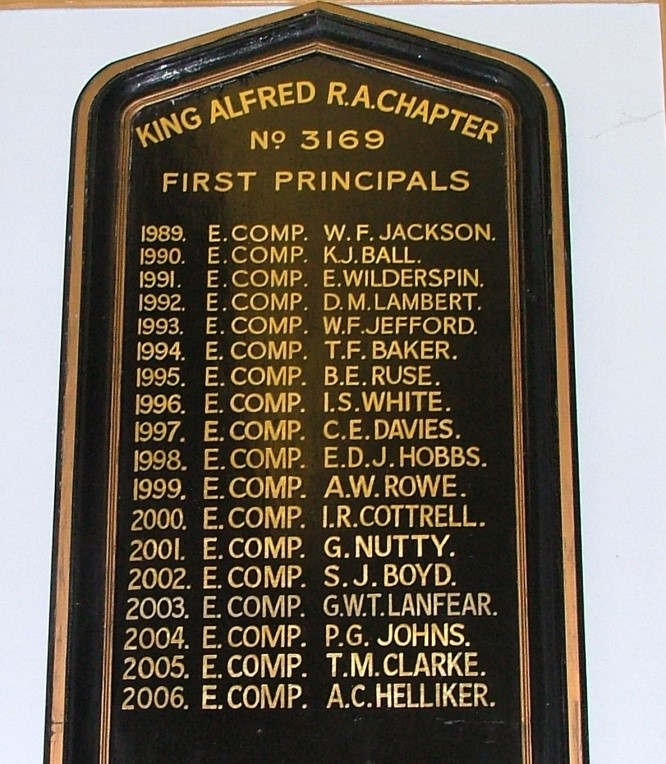 KING ALFRED R.A.CHAPTER
Nº 3169
FIRST PRINCIPALS
1989. E.COMP. W.F.JACKSON.
1990. E.COMP. K.J.BALL.
1991. E.COMP. E.WILDERSPIN.
1992. E.COMP. D.M.LAMBERT.
1993. E.COMP. W.F.JEFFORD.
1994. E.COMP. T.F.BAKER.
1995. E.COMP. B.E.RUSE.
1996. E.COMP. I.S.WHITE.
1997. E.COMP. C.E.DAVIES.
1998. E.COMP. E.D.J.HOBBS.
1999. E.COMP. A.W.ROWE.
2000. E.COMP. I.R.COTTRELL.
2001. E.COMP. G.NUTTY.
2002. E.COMP. S.J.BOYD.
2003. E.COMP. G.W.T.LANFEAR.
2004. E.COMP. P.G. JOHNS.
2005. E.COMP. T.M.CLARKE.
2006. E.COMP. A.C.HELLIKER.